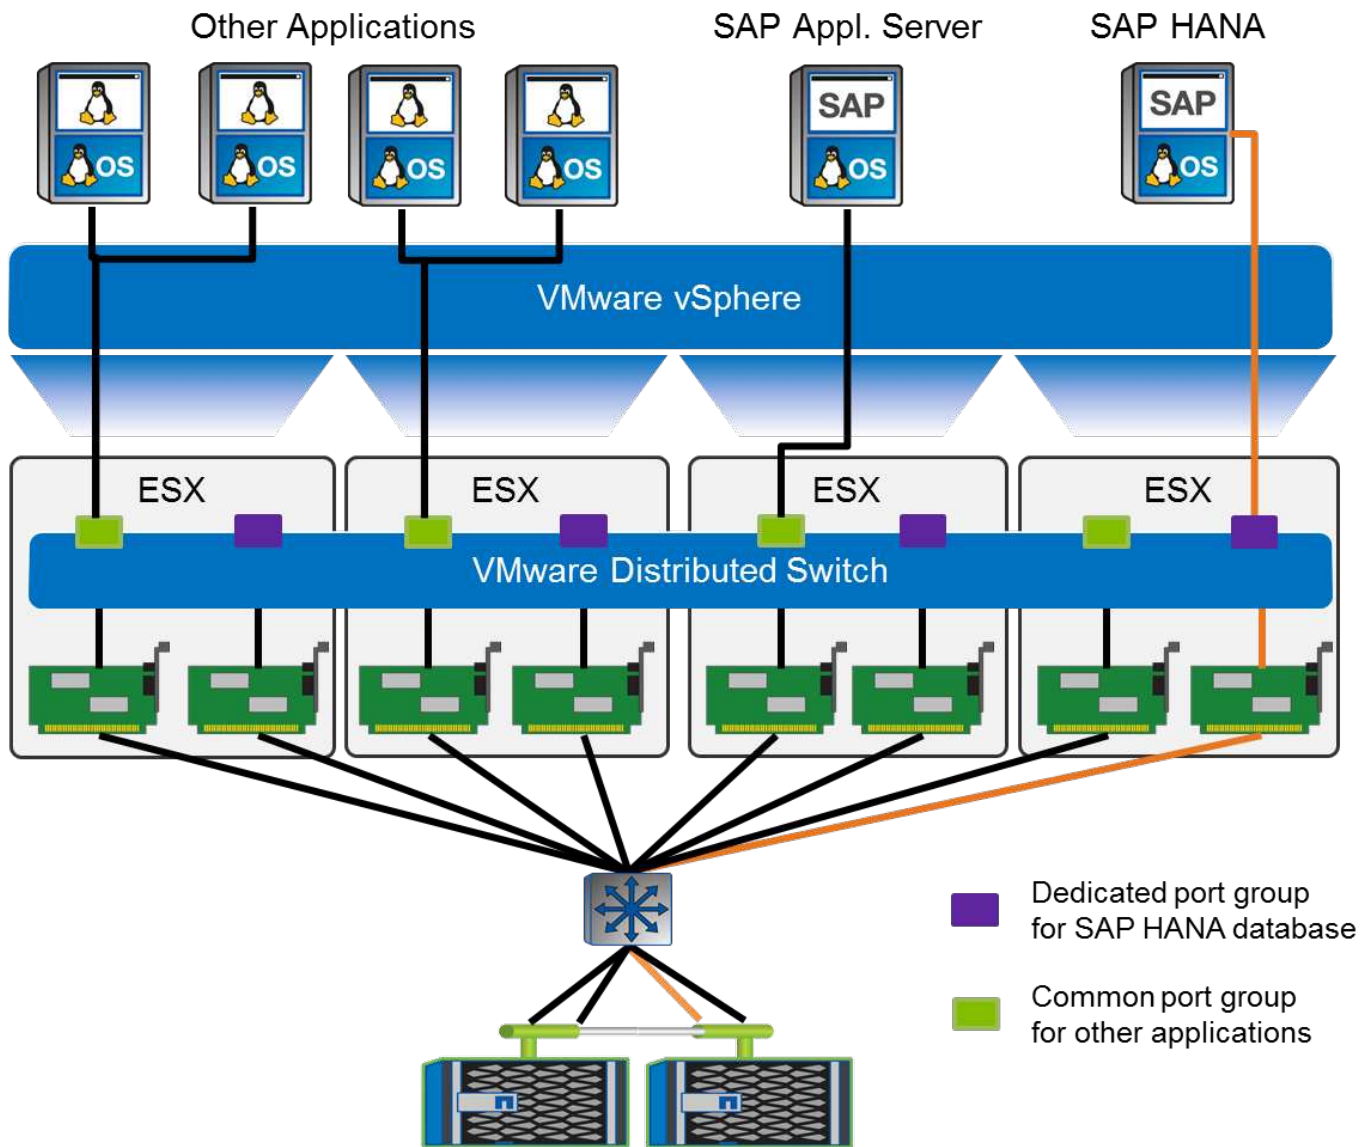 Other Applications
SAP Appl. Server
SAP HANA
SAP
SAP
OS
OS
OS
OS
OS
OS
VMware vSphere
ESX
ESX
ESX
ESX
VMware Distributed Switch
Dedicated port group
for SAP HANA database
Common port group
for other applications